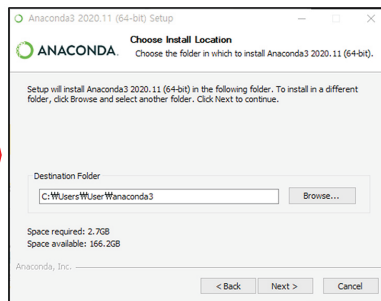 Anaconda3 2020.11 (64-bit) Setup
ANACONDA.
Choose Install Location
Choose the folder in which to install Anaconda3 2020.11 (64-bit).
Setup will install Anaconda3 2020.11 (64-bit) in the following folder. To install in a different
folder, click Browse and select another folder. Click Next to continue.
Destination Folder
C:₩Users₩User₩anaconda3
Browse...
Space required: 2.7GB
Space available: 166.2GB
Anaconda, Inc.
< Back
Next >
Cancel